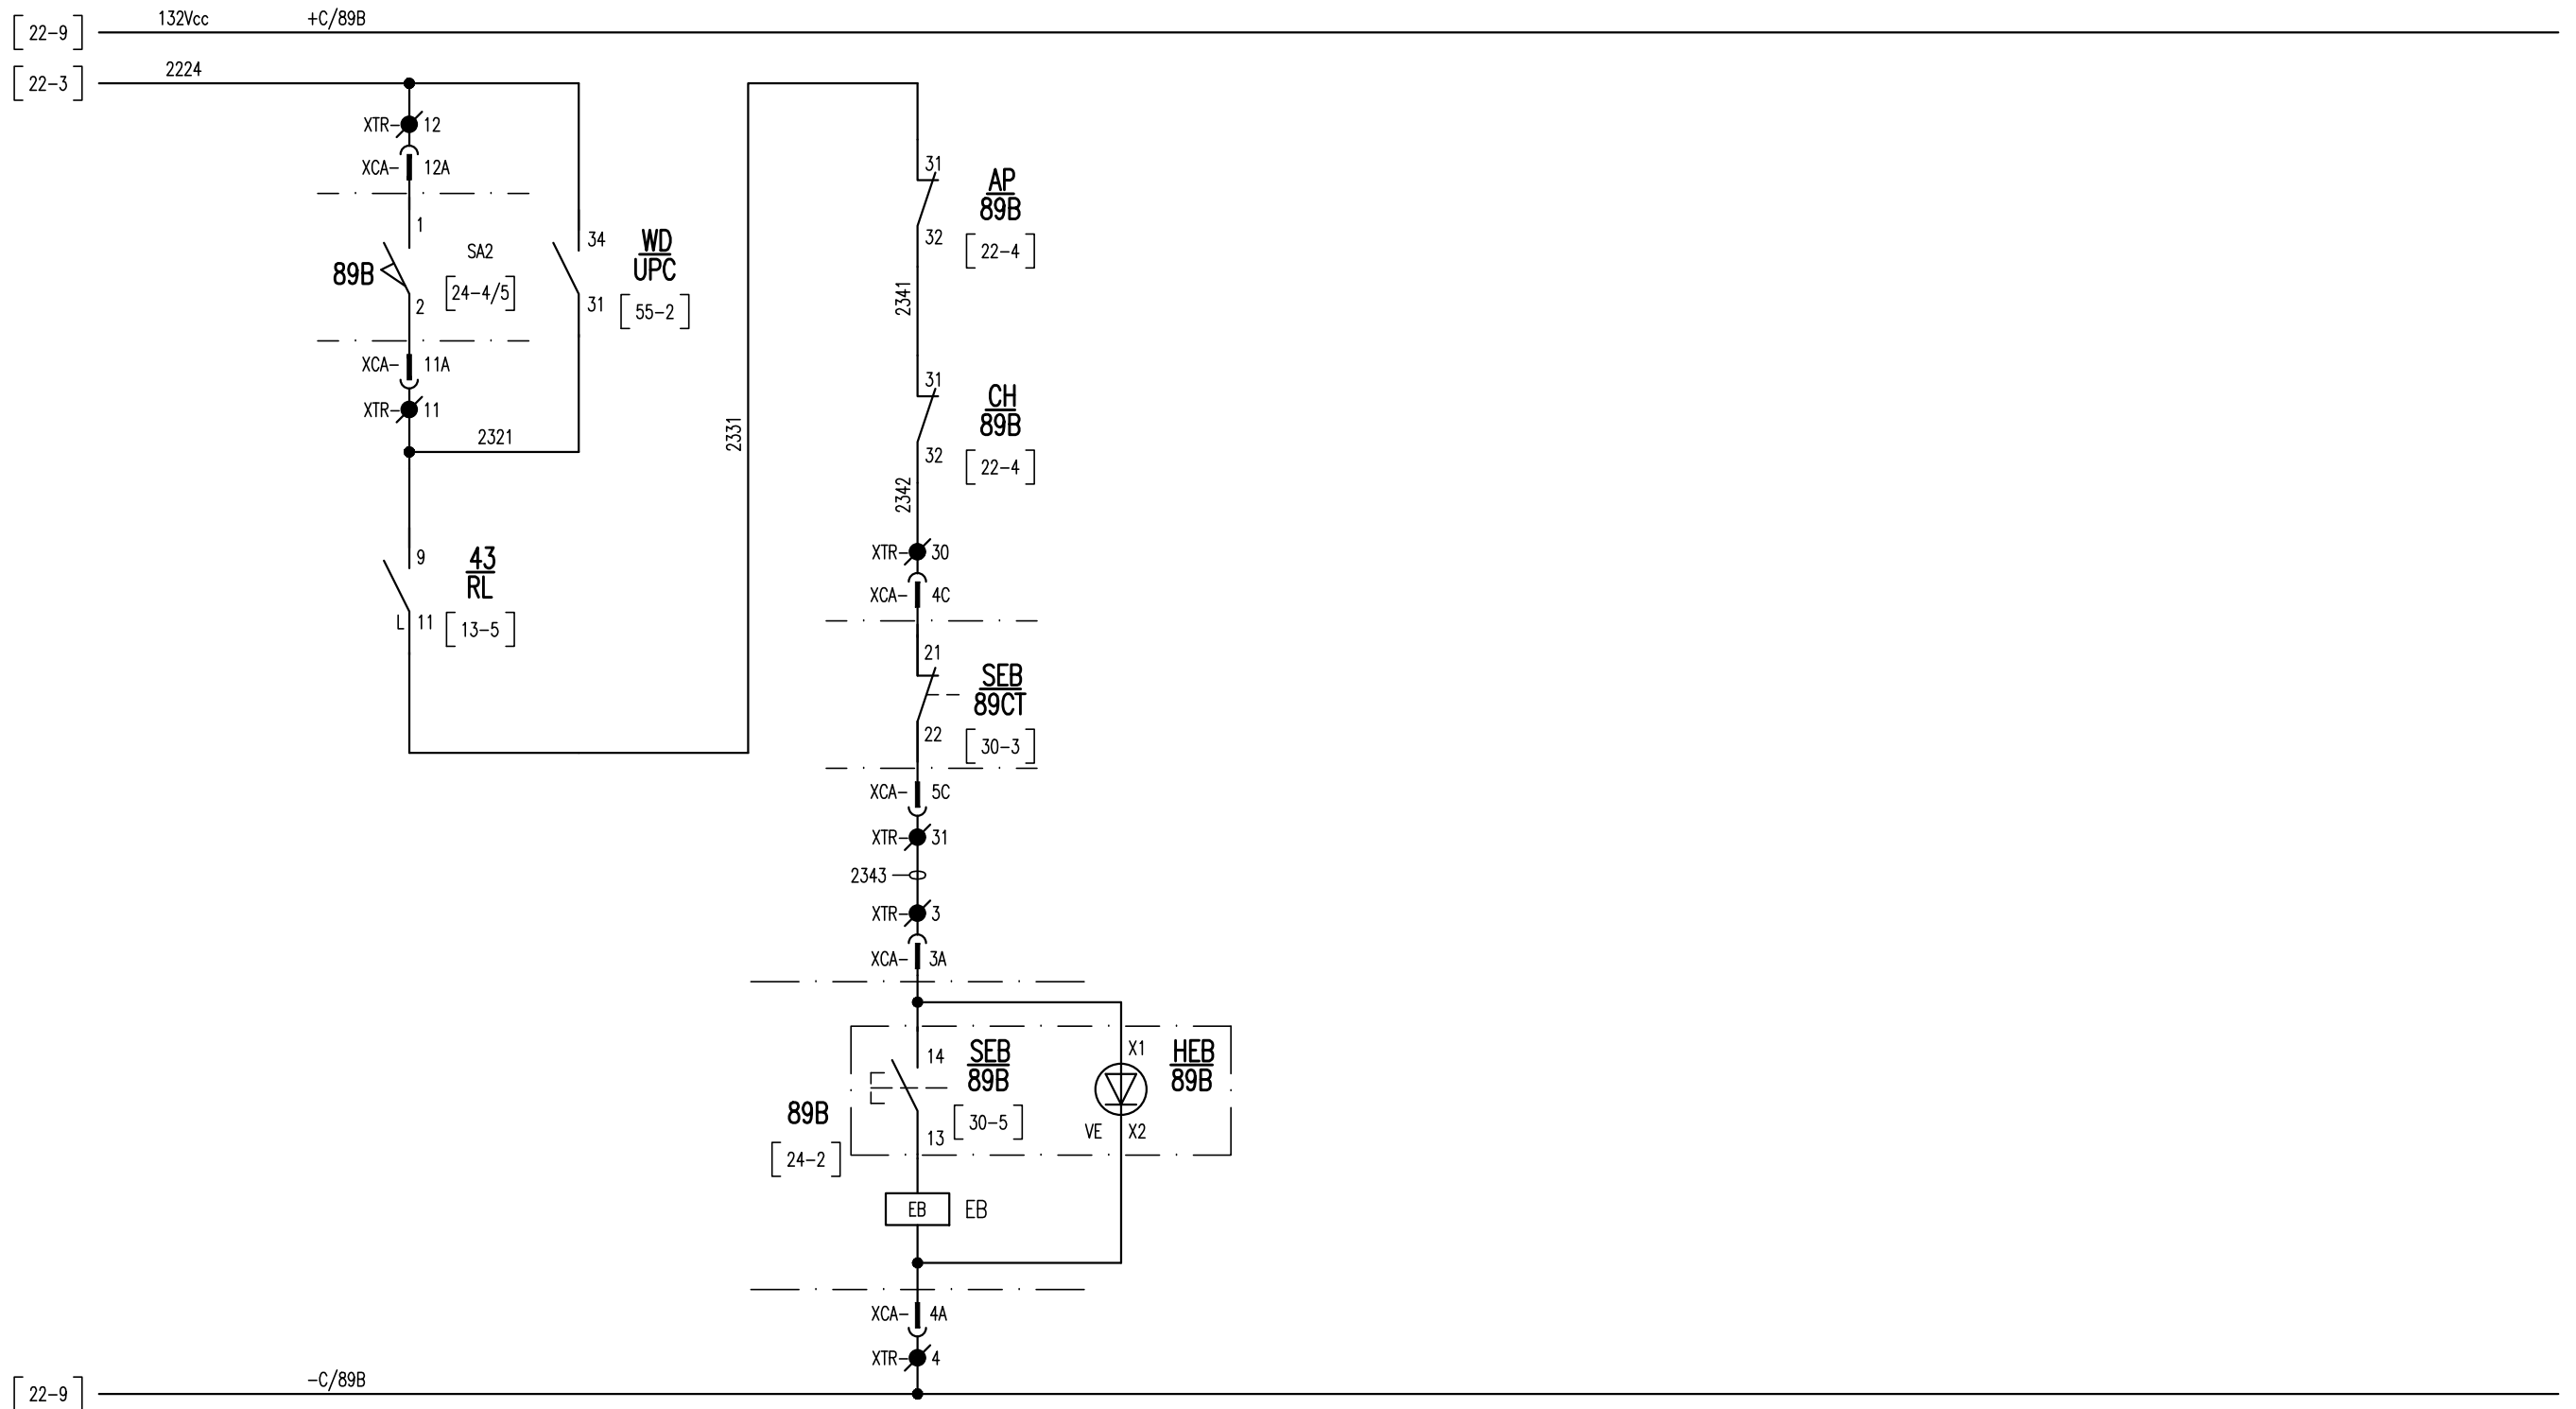 132Vcc
+C/89B
22-9
2224
22-3
XTR- 12
XCA- 12A
1
89B
SA2
24-4/5
2
XCA- 11A
XTR- 11
2321
34
WD
UPC
31
55-2
9
43
RL
L 11
13-5
2331
31
AP
89B
32
22-4
2341
31
CH
89B
32
22-4
2342
XTR- 30
XCA- 4C
21
SEB
89CT
22
30-3
XCA- 5C
XTR- 31
2343
XTR- 3
XCA- 3A
14
SEB
89B
30-5
13
89B
24-2
X1
HEB
89B
VE X2
EB EB
XCA- 4A
XTR- 4
-C/89B
22-9